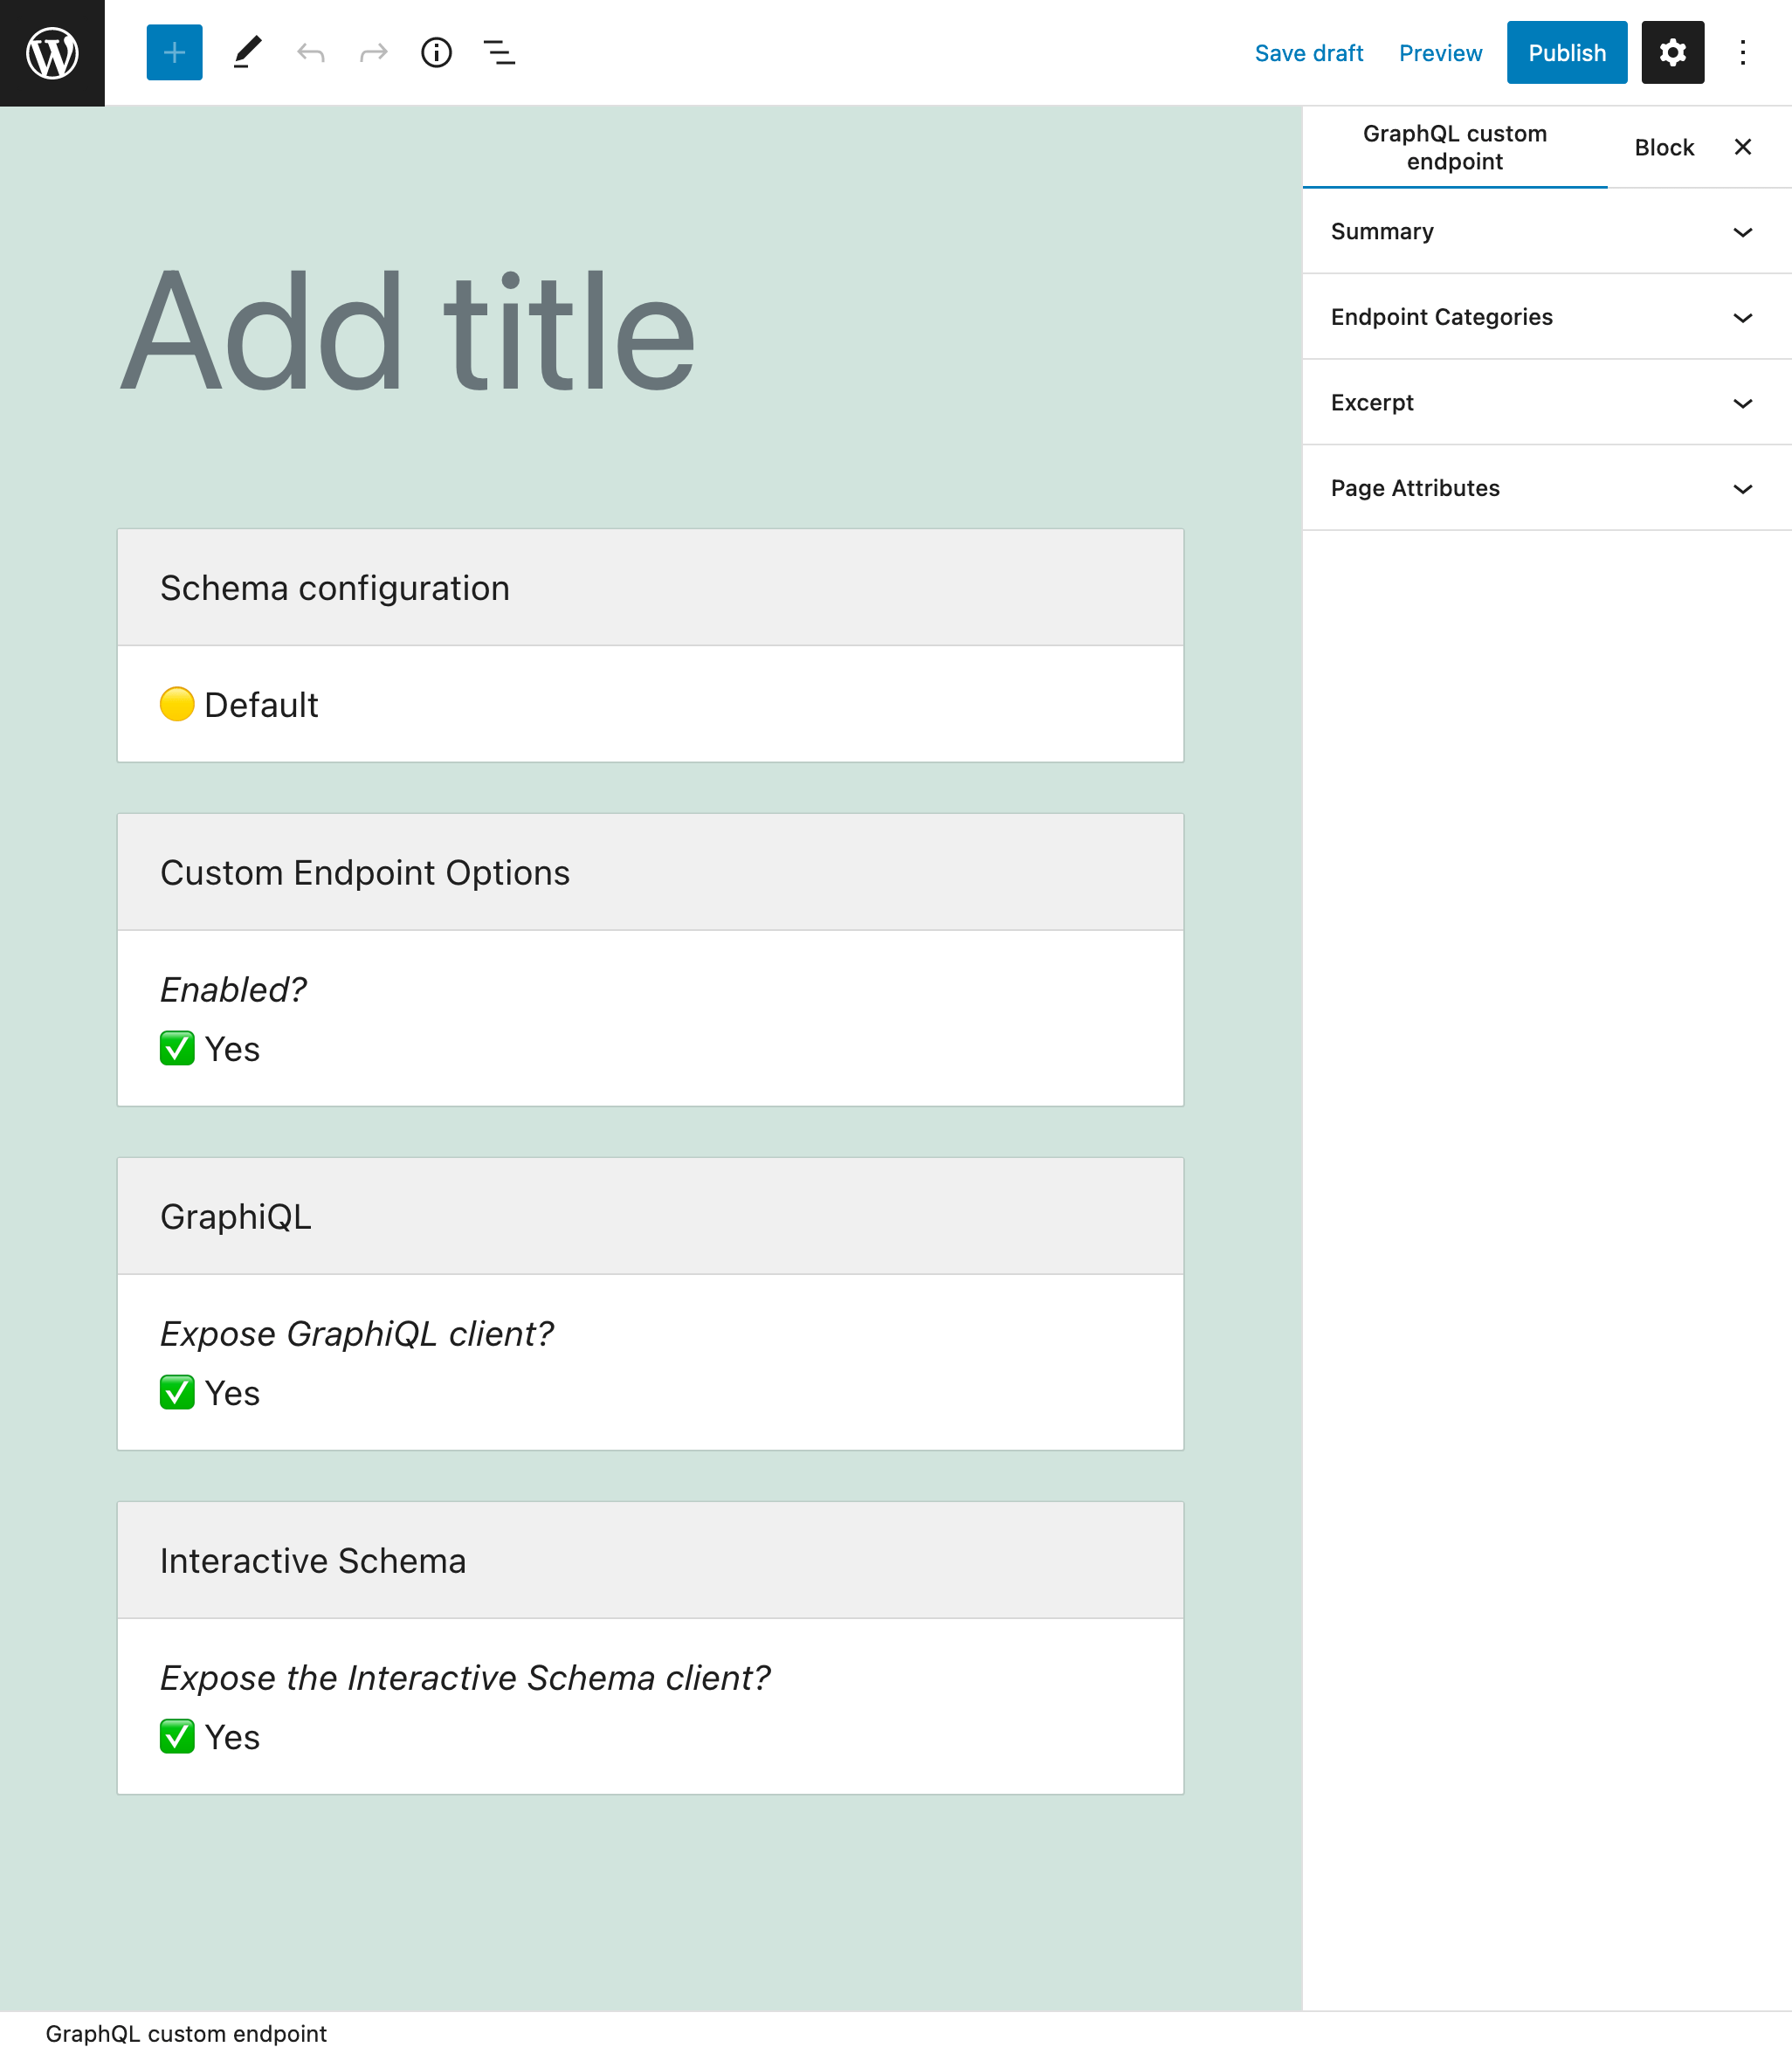 Save draft Preview Publish
GraphQL custom
endpoint
Block
Summary
Endpoint Categories
Excerpt
Page Attributes
Add title
Schema configuration
Default
Custom Endpoint Options
Enabled?
✅ Yes
GraphiQL
Expose GraphiQL client?
✅ Yes
Interactive Schema
Expose the Interactive Schema client?
✅ Yes
GraphQL custom endpoint